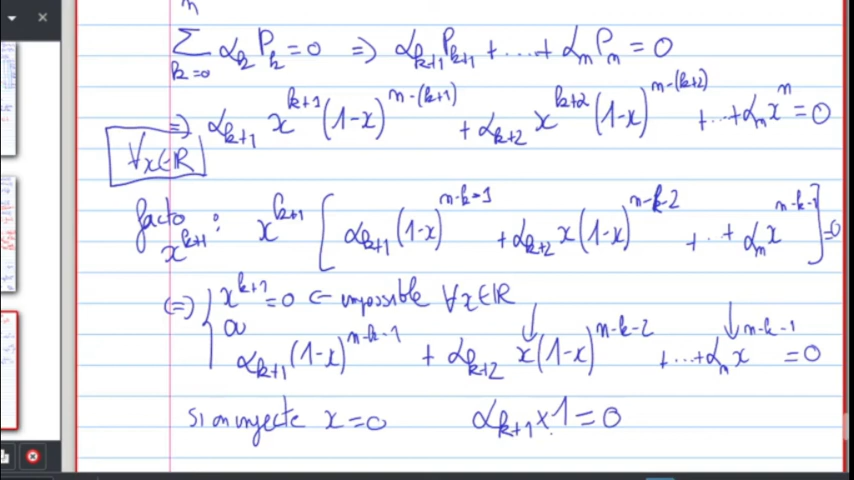 n
∑ α_k P_k = 0 ⇒ α_{k+1} P_{k+1} + .... + α_n P_n = 0
k=0
⇒ α_{k+1} x^{k+1} (1-x)^{n-(k+1)} + α_{k+2} x^{k+2} (1-x)^{n-(k+2)} + ..+ α_n x^n = 0
∀x∈ℝ
facto x^{k+1} : x^{k+1} [ α_{k+1} (1-x)^{n-k-1} + α_{k+2} x (1-x)^{n-k-2} + .. + α_n x^{n-k-1} ] = 0
(=) { x^{k+1} = 0 ← impossible ∀x∈ℝ
ou
α_{k+1} (1-x)^{n-k-1} + α_{k+2} x (1-x)^{n-k-2} + ...+ α_n x^{n-k-1} = 0
si on injecte x = 0 α_{k+1} × 1 = 0